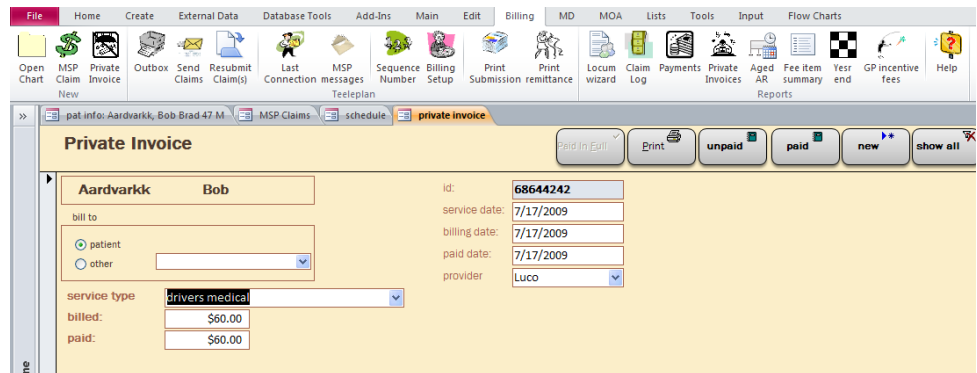 File Home Create External Data Database Tools Add-Ins Main Edit Billing MD MOA Lists Tools Input Flow Charts
Open Chart MSP Claim Private Invoice Outbox Send Claims Resubmit Claim(s) Last Connection MSP messages Sequence Number Billing Setup Print Submission Print remittance Locum wizard Claim Log Payments Private Invoices Aged AR Fee item summary Yesr end GP incentive fees Help
New Teeleplan Reports
» pat info: Aardvarkk, Bob Brad 47 M MSP Claims schedule private invoice
Private Invoice Paid In Full Print unpaid paid new show all
Aardvarkk Bob id: 68644242
bill to service date: 7/17/2009
patient billing date: 7/17/2009
other paid date: 7/17/2009
provider Luco
service type drivers medical
billed: $60.00
paid: $60.00